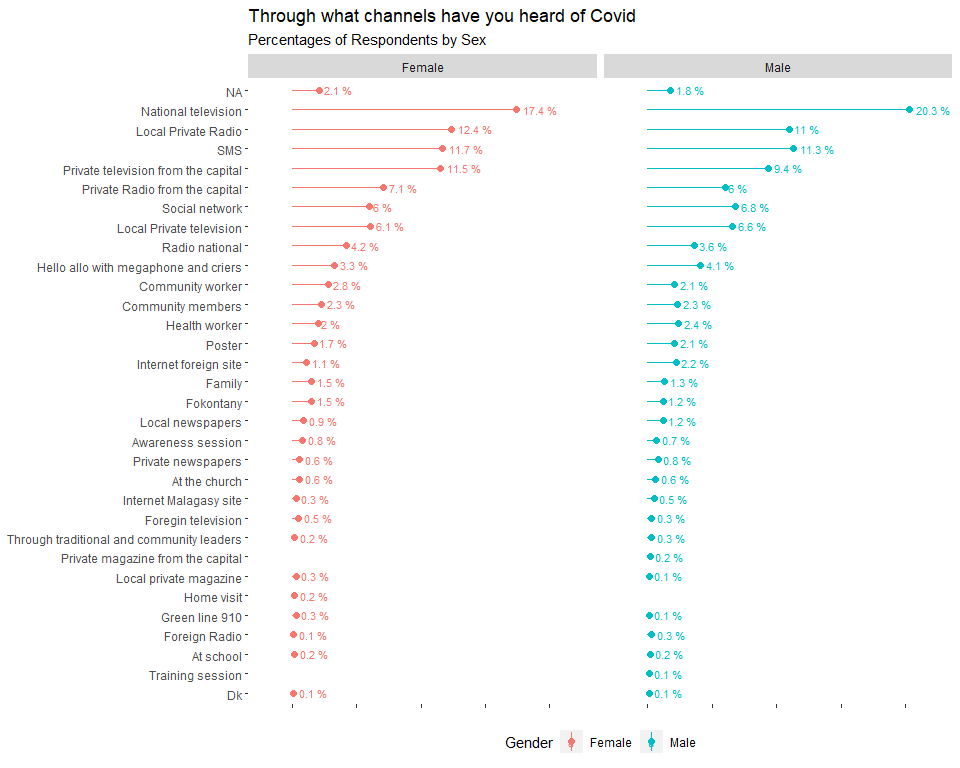 Through what channels have you heard of Covid
Percentages of Respondents by Sex
Female Male
NA 2.1 % 1.8 %
National television 17.4 % 20.3 %
Local Private Radio 12.4 % 11 %
SMS 11.7 % 11.3 %
Private television from the capital 11.5 % 9.4 %
Private Radio from the capital 7.1 % 6 %
Social network 6 % 6.8 %
Local Private television 6.1 % 6.6 %
Radio national 4.2 % 3.6 %
Hello allo with megaphone and criers 3.3 % 4.1 %
Community worker 2.8 % 2.1 %
Community members 2.3 % 2.3 %
Health worker 2 % 2.4 %
Poster 1.7 % 2.1 %
Internet foreign site 1.1 % 2.2 %
Family 1.5 % 1.3 %
Fokontany 1.5 % 1.2 %
Local newspapers 0.9 % 1.2 %
Awareness session 0.8 % 0.7 %
Private newspapers 0.6 % 0.8 %
At the church 0.6 % 0.6 %
Internet Malagasy site 0.3 % 0.5 %
Foregin television 0.5 % 0.3 %
Through traditional and community leaders 0.2 % 0.3 %
Private magazine from the capital 0.2 %
Local private magazine 0.3 % 0.1 %
Home visit 0.2 %
Green line 910 0.3 % 0.1 %
Foreign Radio 0.1 % 0.3 %
At school 0.2 % 0.2 %
Training session 0.1 %
Dk 0.1 % 0.1 %
Gender Female Male